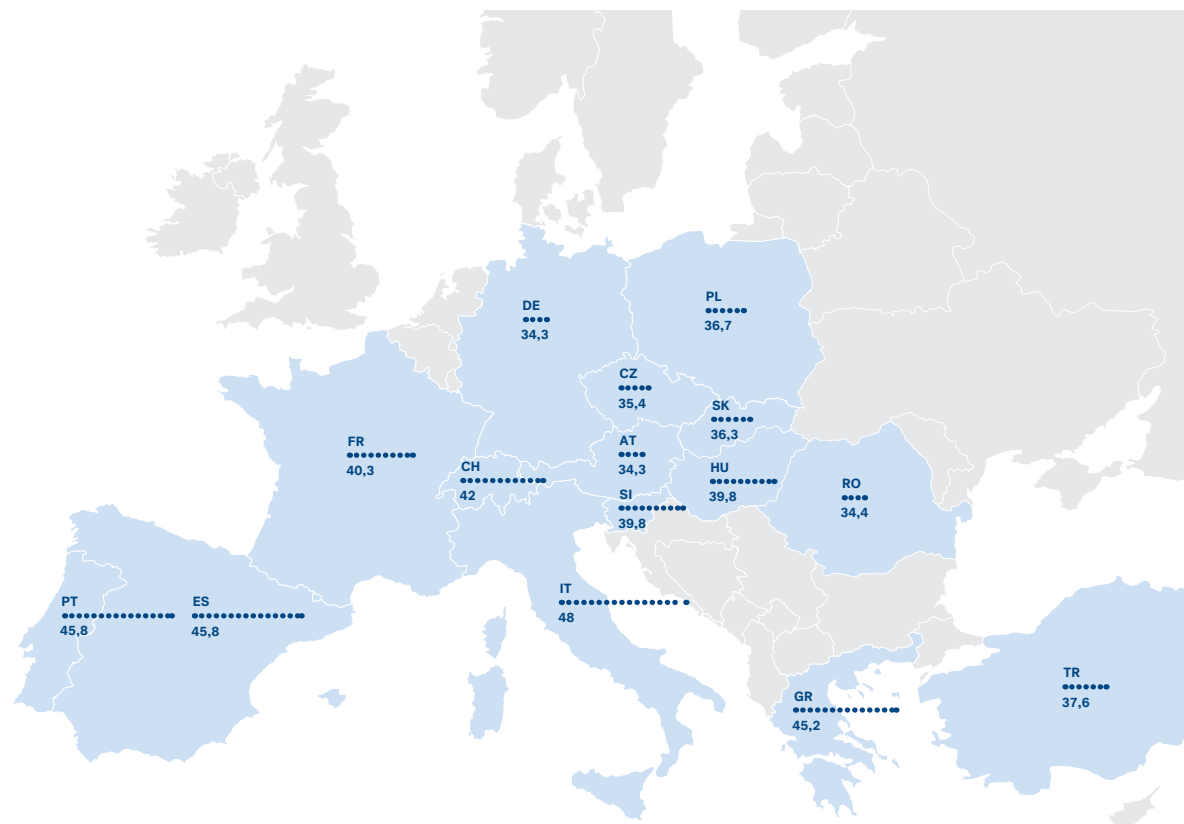 DE
34,3
PL
36,7
CZ
35,4
SK
36,3
FR
40,3
AT
34,3
CH
42
HU
39,8
RO
34,4
SI
39,8
IT
48
PT
45,8
ES
45,8
TR
37,6
GR
45,2